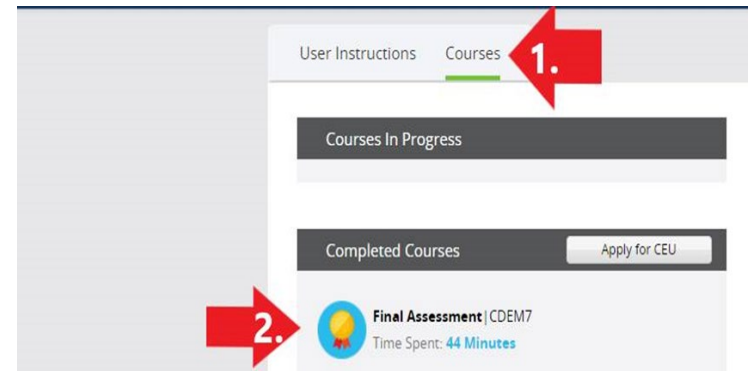 User Instructions Courses 1.
Courses In Progress
Completed Courses Apply for CEU
2. Final Assessment|CDEM7
Time Spent: 44 Minutes